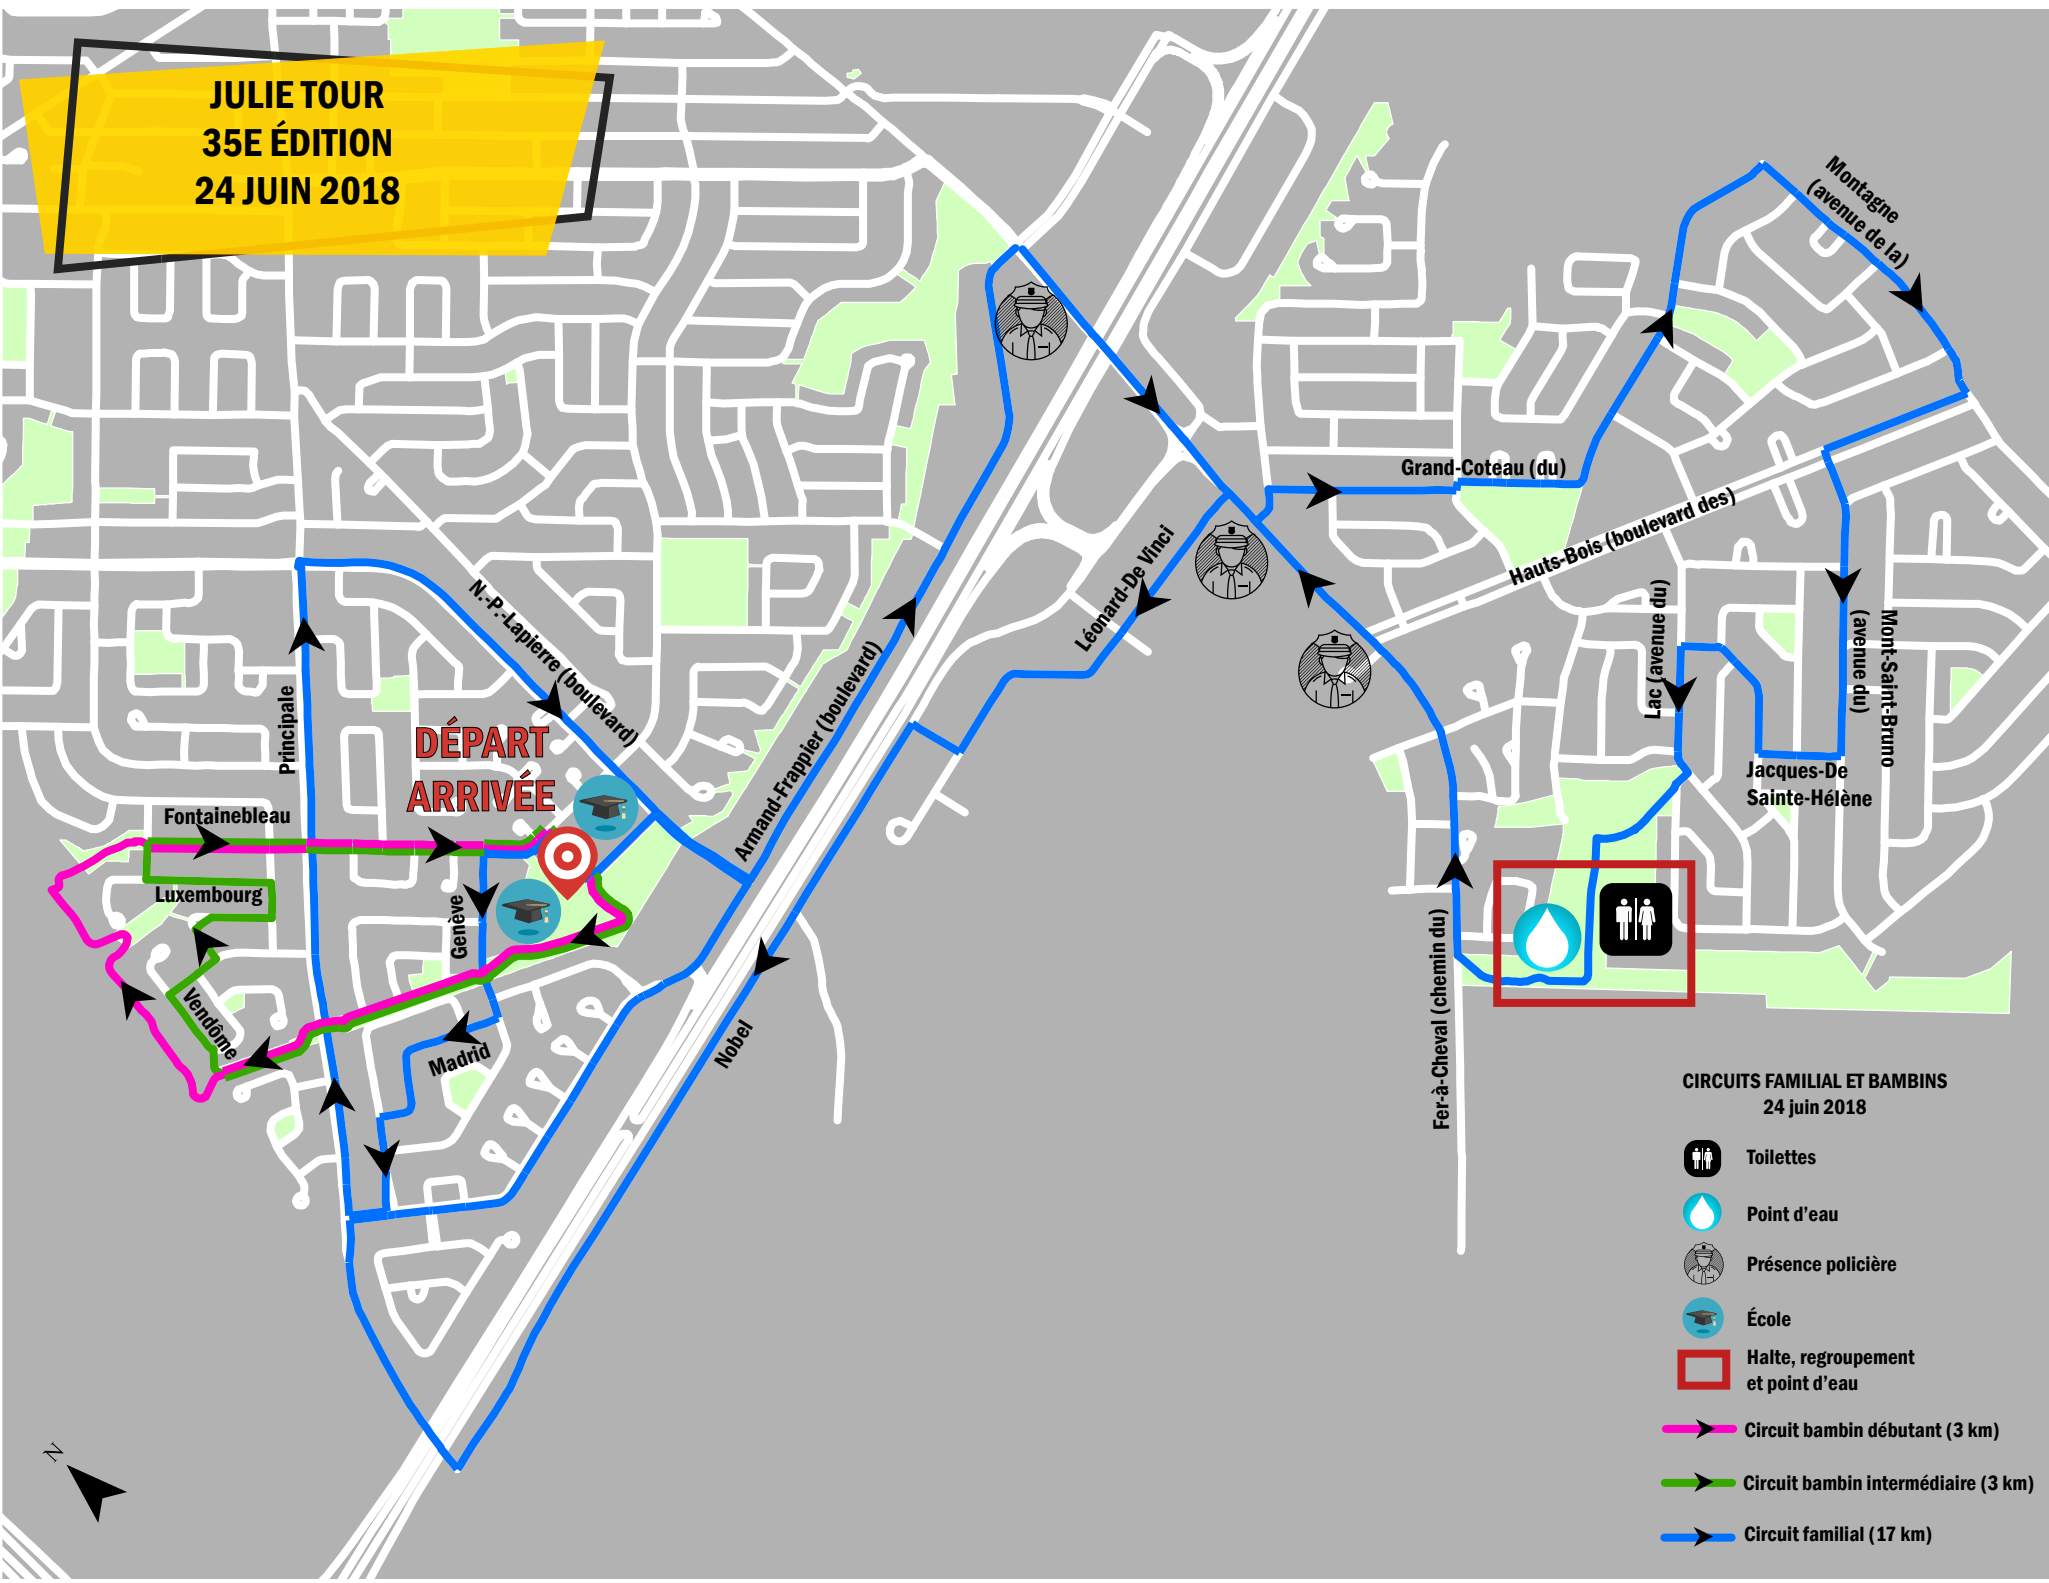 JULIE TOUR
35E ÉDITION
24 JUIN 2018
Montagne
(avenue de la)
Grand-Coteau (du)
Hauts-Bois (boulevard des)
Léonard-De Vinci
N.-P.-Lapierre (boulevard)
Lac (avenue du)
Mont-Saint-Bruno
(avenue du)
Principale
DÉPART
ARRIVÉE
Armand-Frappier (boulevard)
Jacques-De
Sainte-Hélène
Fontainebleau
Luxembourg
Genève
Vendôme
Madrid
Nobel
Fer-à-Cheval (chemin du)
CIRCUITS FAMILIAL ET BAMBINS
24 juin 2018
Toilettes
Point d'eau
Présence policière
École
Halte, regroupement
et point d'eau
Circuit bambin débutant (3 km)
Circuit bambin intermédiaire (3 km)
Circuit familial (17 km)
N